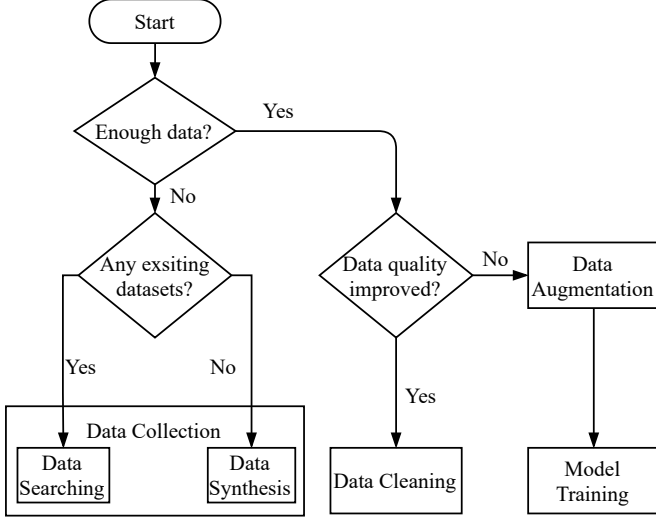 Start
Enough data?
Yes
No
Any exsiting
datasets?
Data quality
improved?
No
Data
Augmentation
Yes
No
Yes
Data Collection
Data
Searching
Data
Synthesis
Data Cleaning
Model
Training